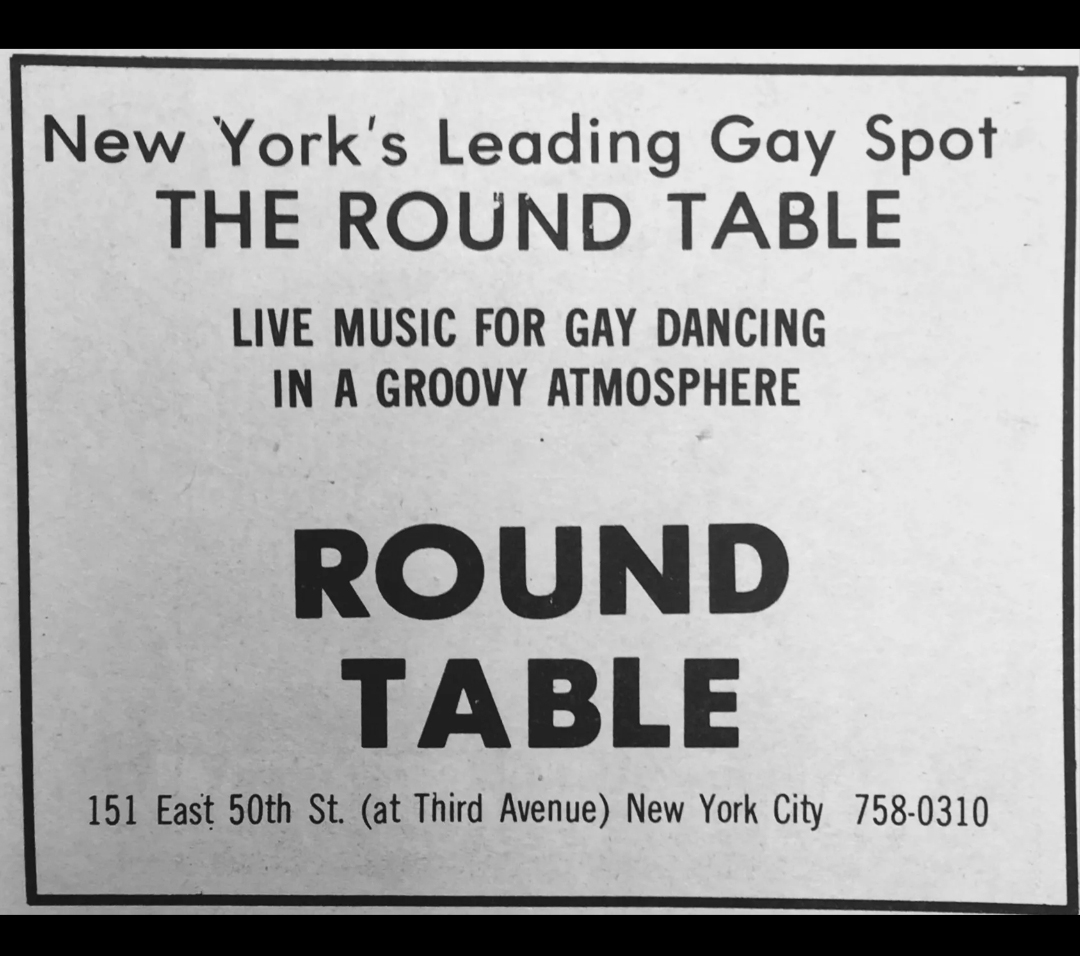 New York's Leading Gay Spot
THE ROUND TABLE
LIVE MUSIC FOR GAY DANCING
IN A GROOVY ATMOSPHERE
ROUND
TABLE
151 East 50th St. (at Third Avenue) New York City 758-0310